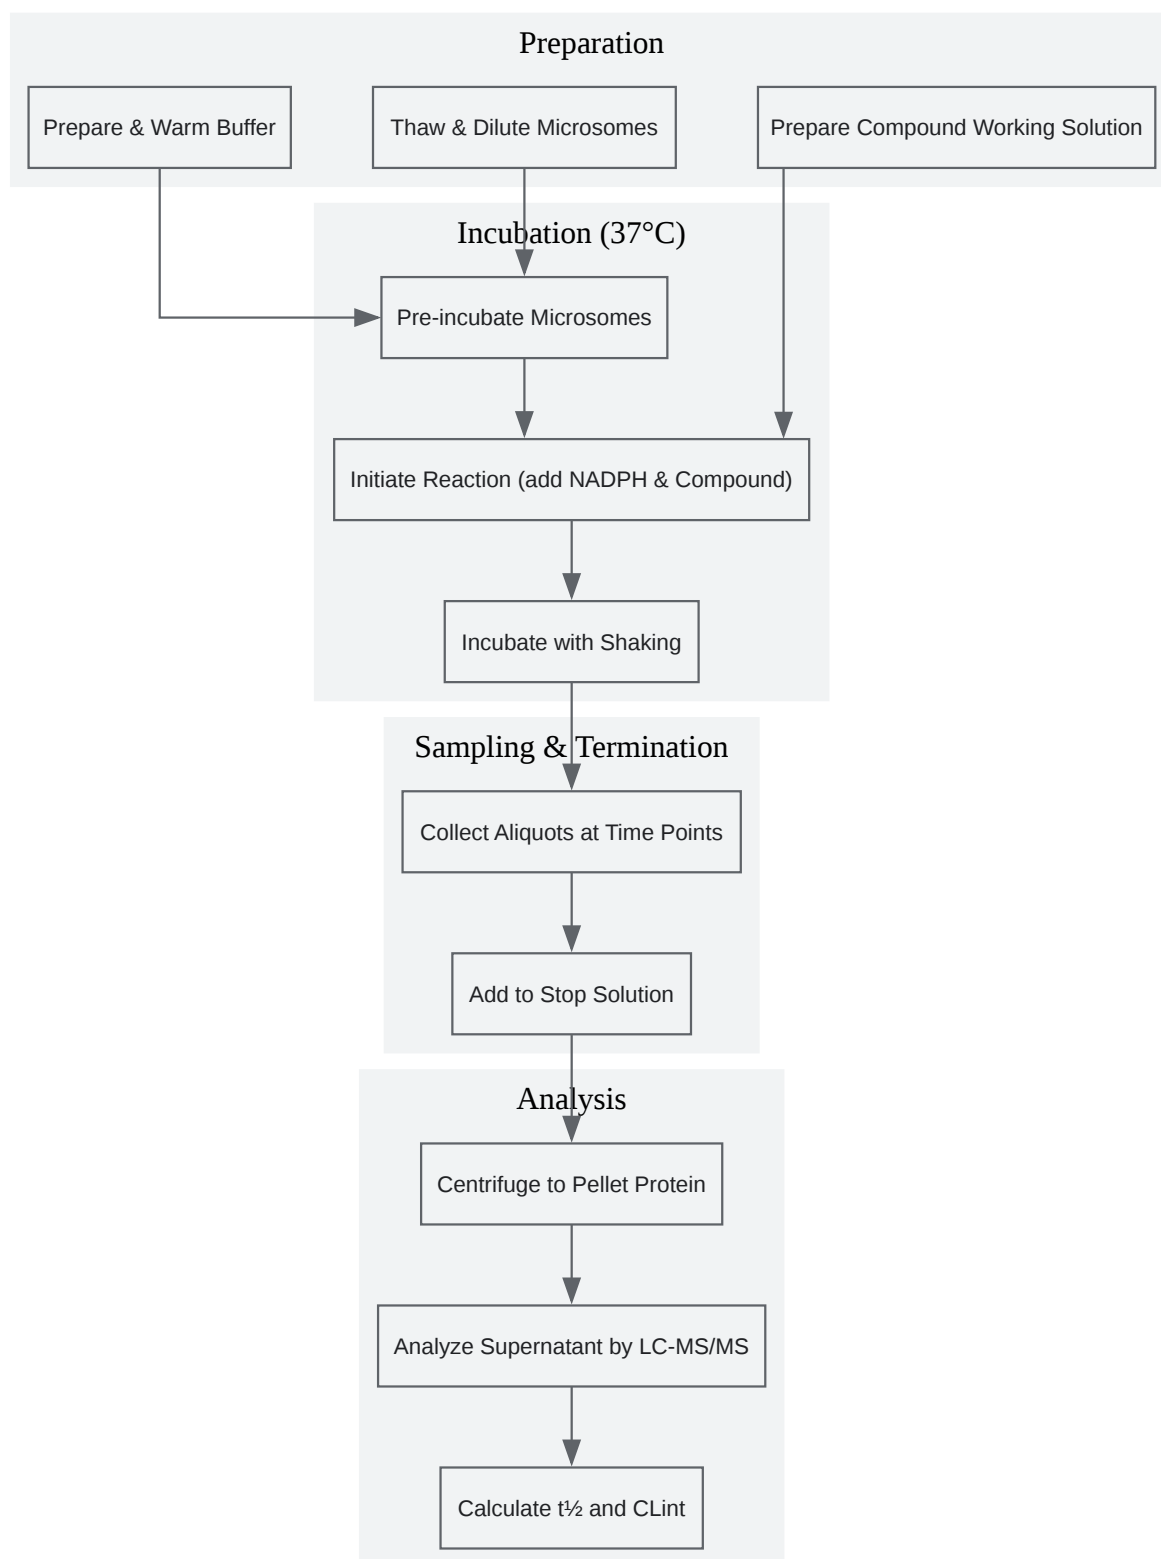 Preparation
Prepare & Warm Buffer
Thaw & Dilute Microsomes
Prepare Compound Working Solution
Incubation (37°C)
Pre-incubate Microsomes
Initiate Reaction (add NADPH & Compound)
Incubate with Shaking
Sampling & Termination
Collect Aliquots at Time Points
Add to Stop Solution
Analysis
Centrifuge to Pellet Protein
Analyze Supernatant by LC-MS/MS
Calculate t½ and CLint